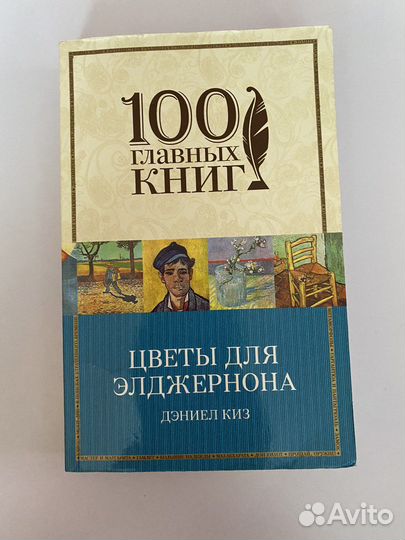 100
ГЛАВНЫХ
КНИГ
ЦВЕТЫ ДЛЯ
ЭЛДЖЕРНОНА
ДЭНИЕЛ КИЗ
Avito